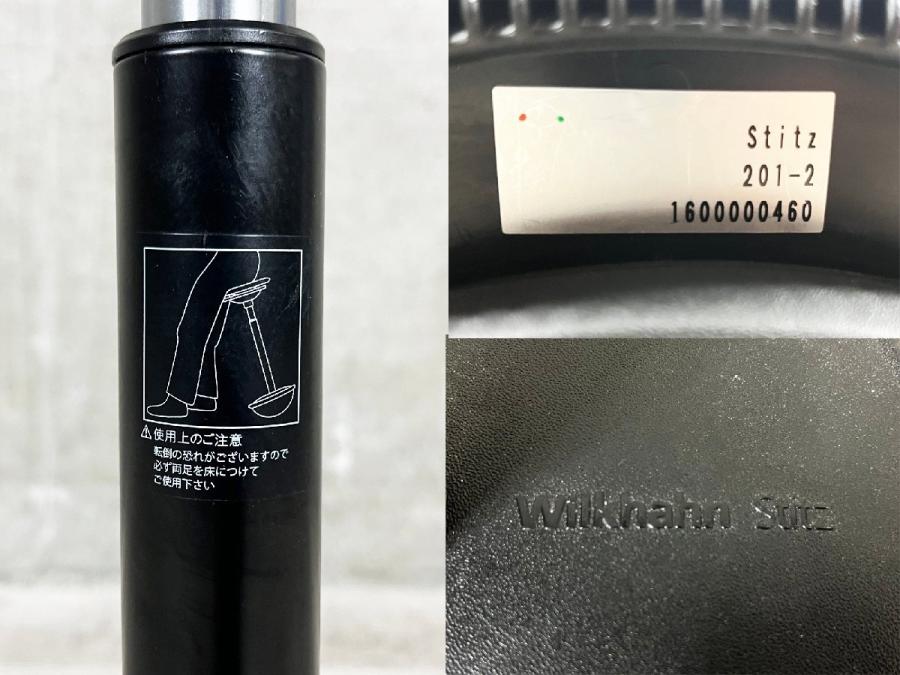 ⚠使用上のご注意
転倒の恐れがございますので
必ず両足を床につけて
ご使用下さい
Stitz
201-2
1600000460
Wilkhahn Stitz